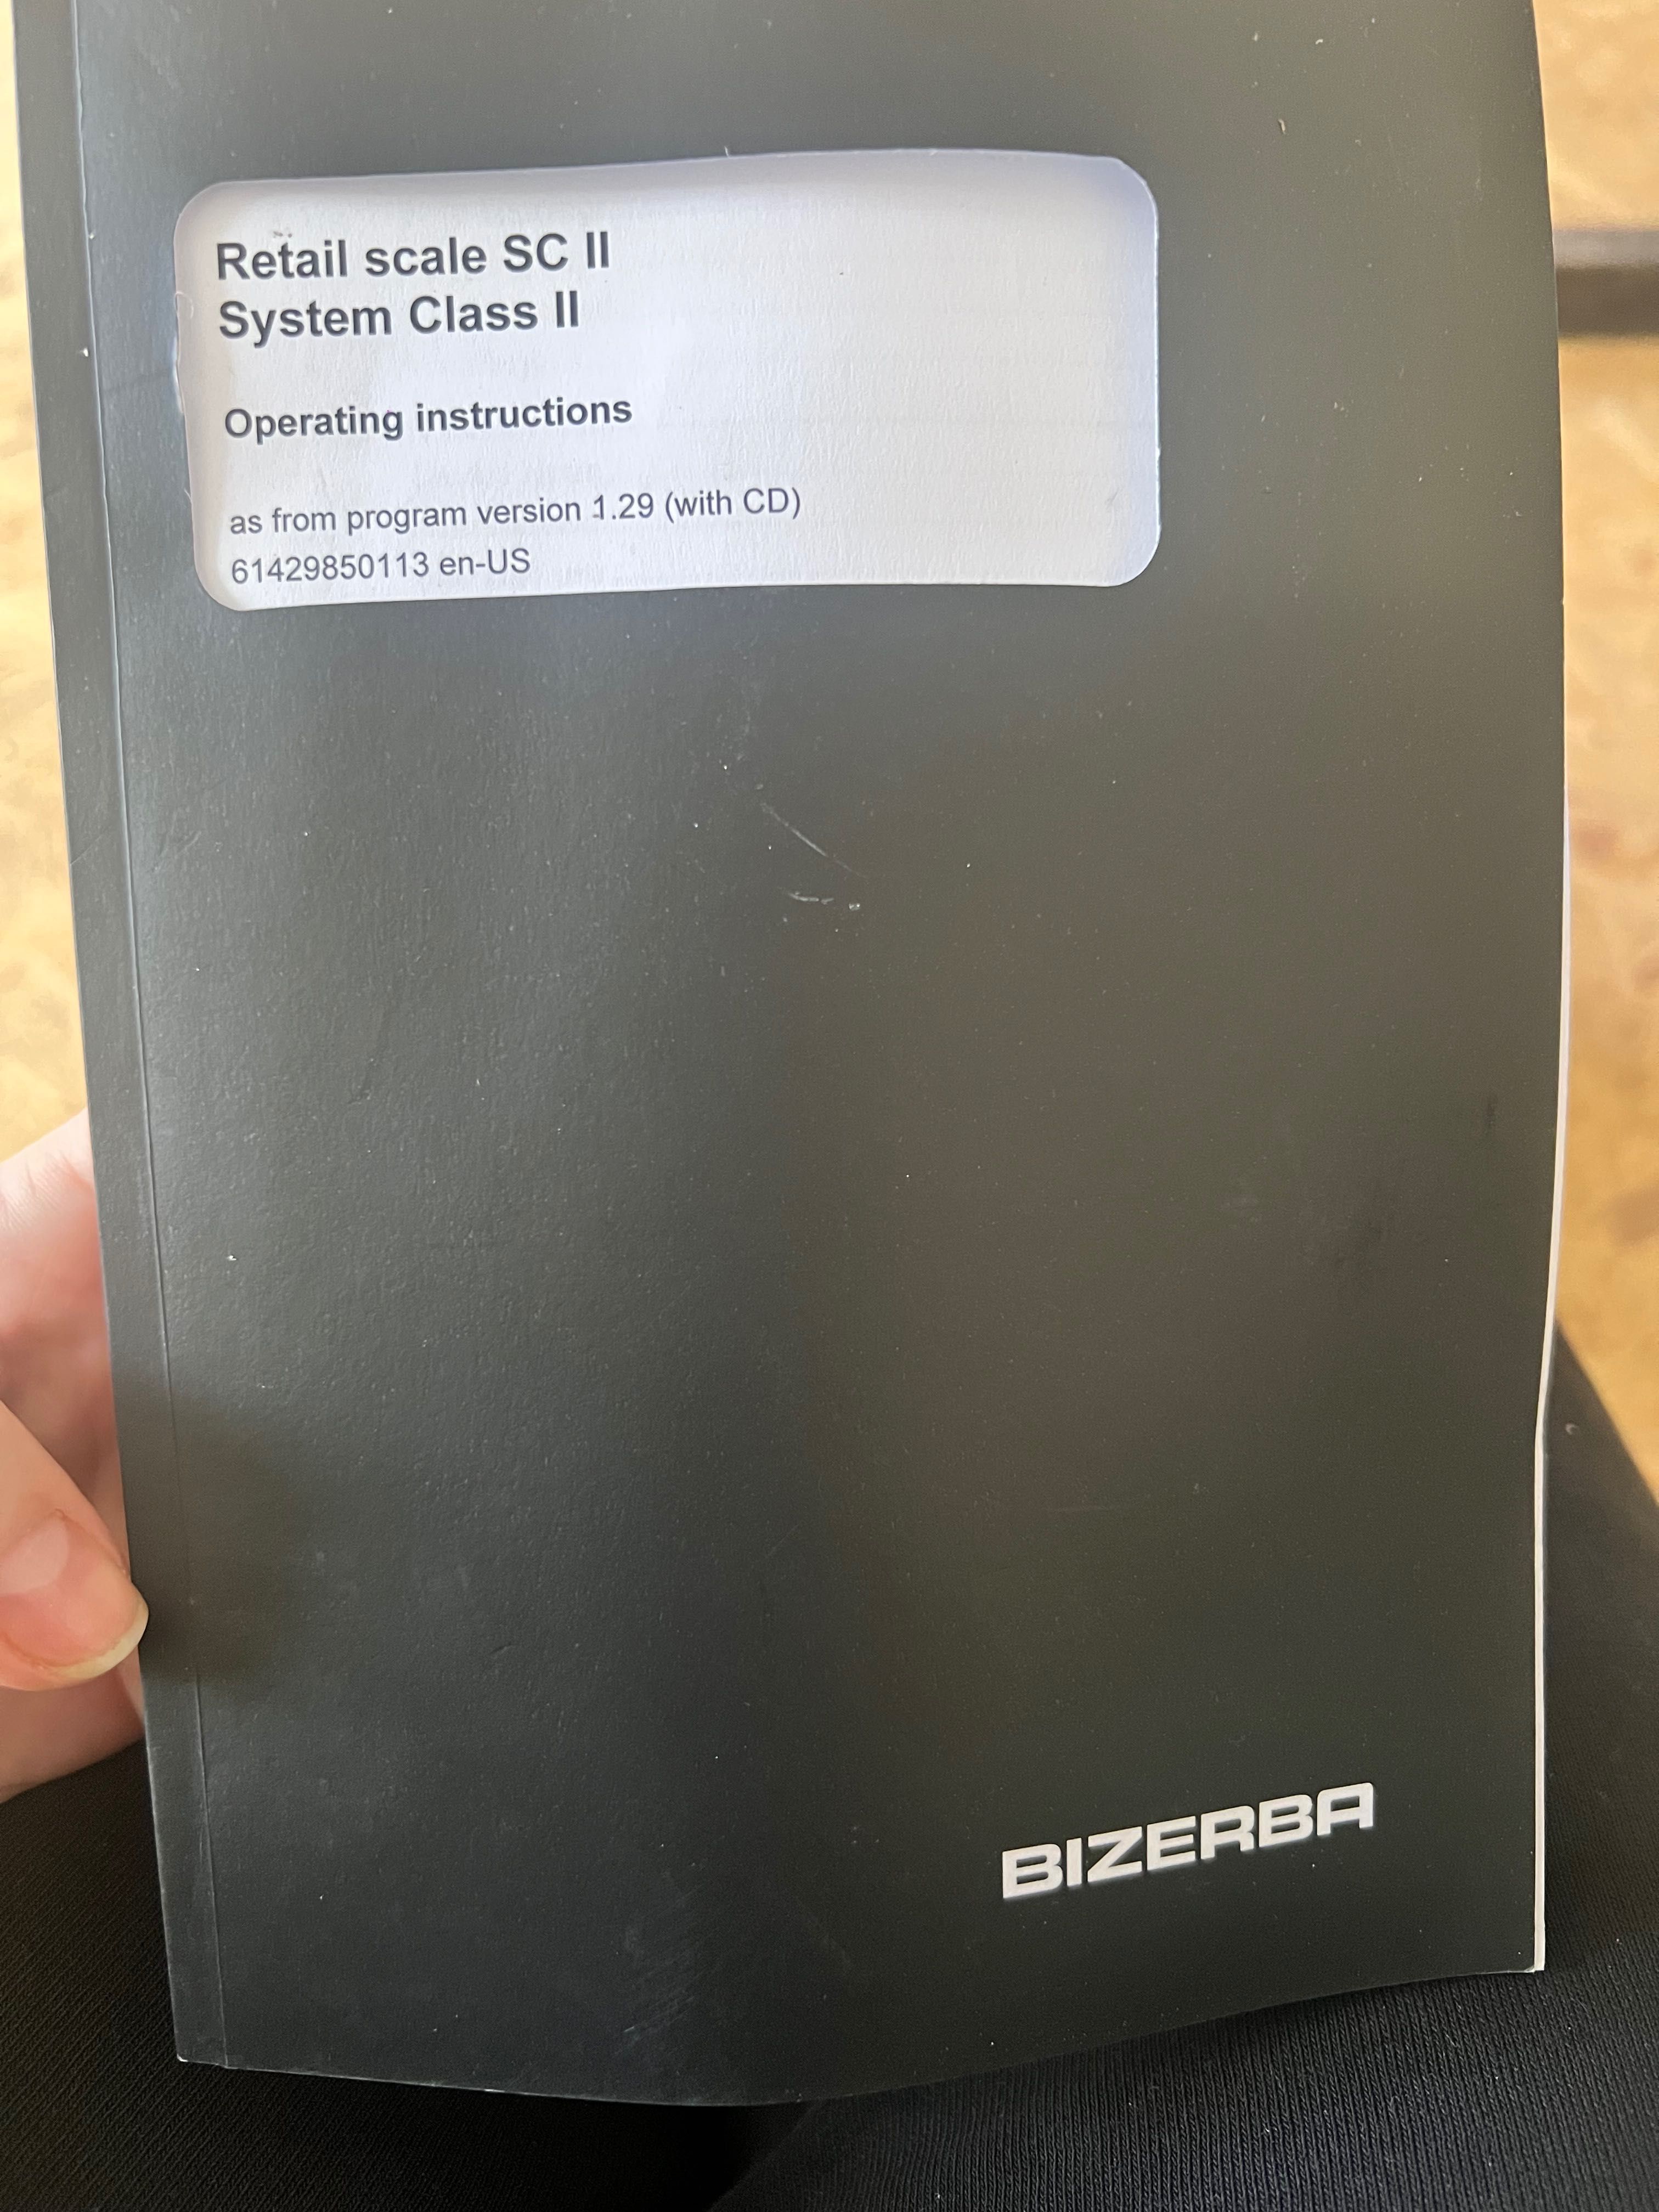 Retail scale SC II
System Class II
Operating instructions
as from program version 1.29 (with CD)
61429850113 en-US
BIZERBA